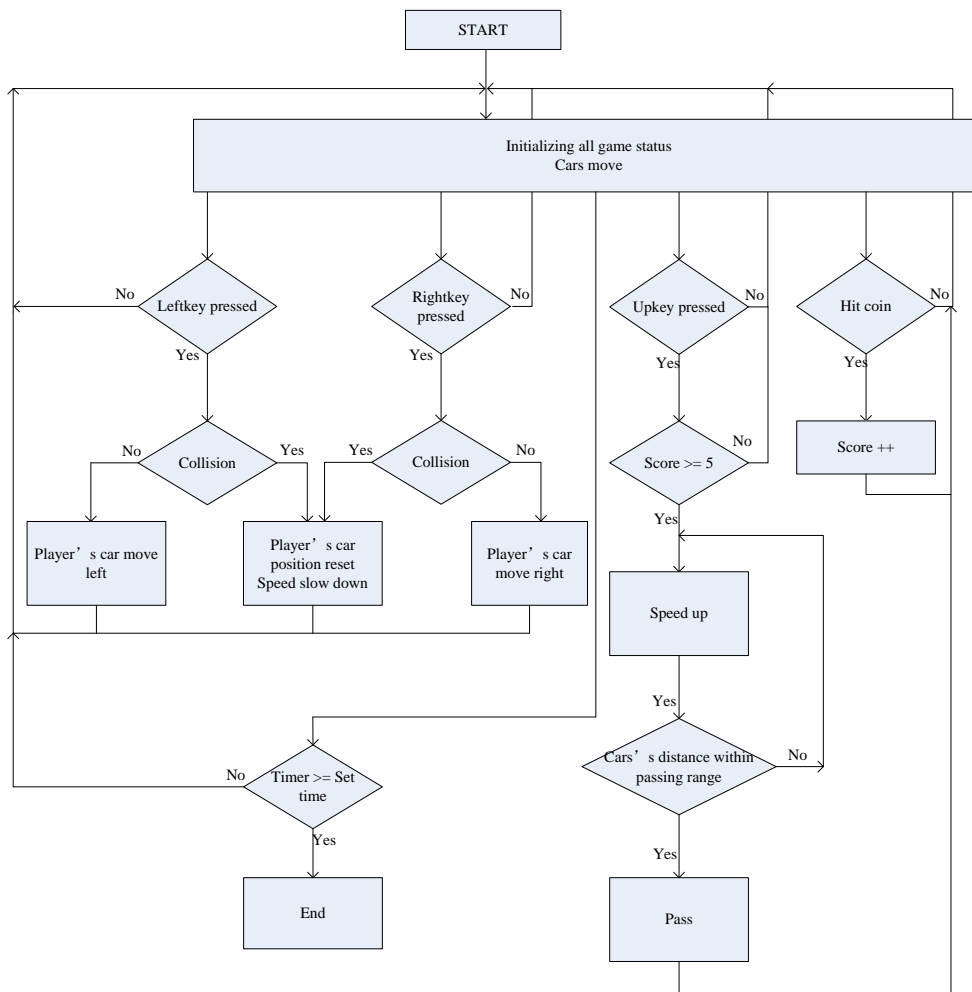 START
Initializing all game status
Cars move
No
Leftkey pressed
Yes
Rightkey
pressed
No
Yes
Upkey pressed
No
Yes
Hit coin
No
Yes
No
Collision
Yes
Yes
Collision
No
Score >= 5
No
Yes
Score ++
Player’s car move
left
Player’s car
position reset
Speed slow down
Player’s car
move right
Speed up
Yes
Cars’s distance within
passing range
No
Yes
No
Timer >= Set
time
Yes
End
Pass